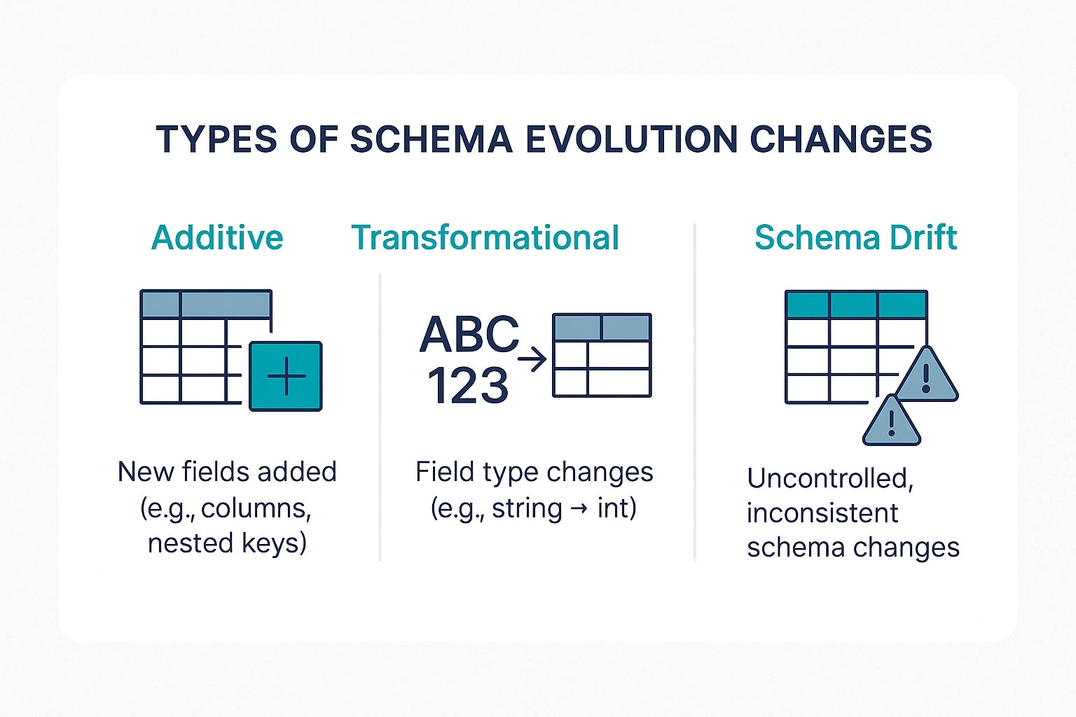 TYPES OF SCHEMA EVOLUTION CHANGES
Additive
New fields added
(e.g., columns,
nested keys)
Transformational
ABC
123
Field type changes
(e.g., string → int)
Schema Drift
Uncontrolled,
inconsistent
schema changes